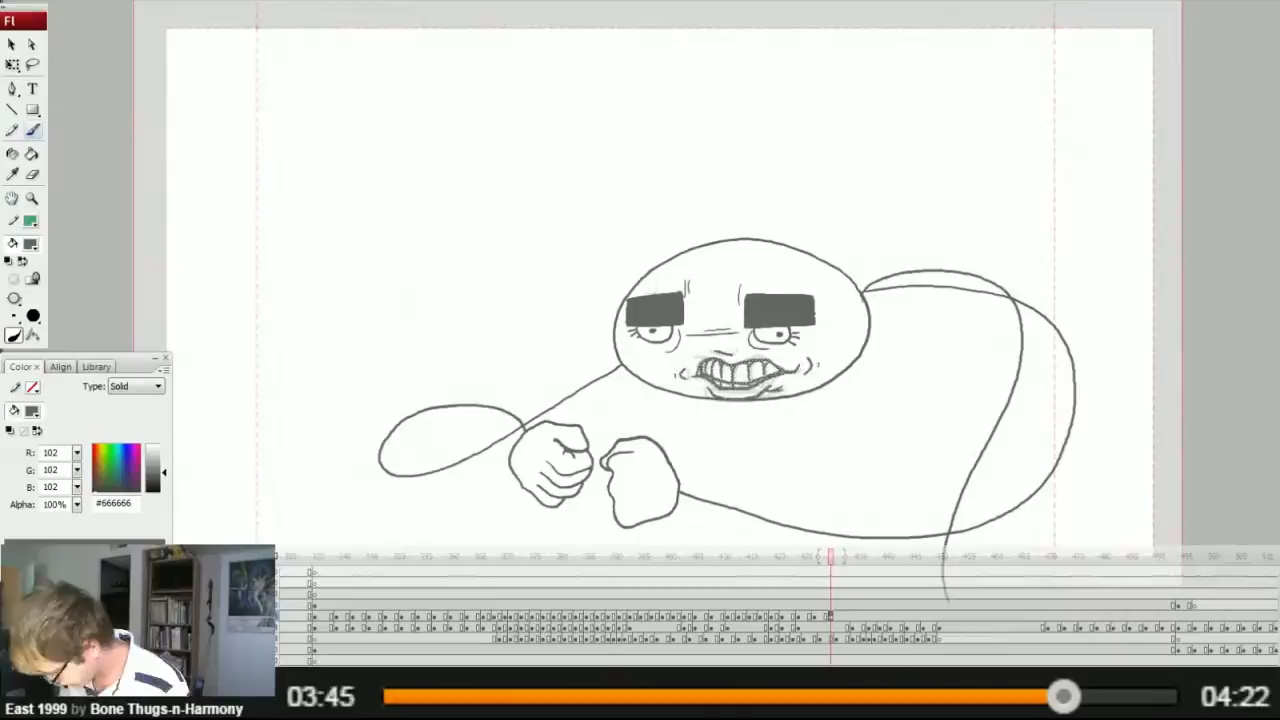 Fl
T
Color Align Library
Type: Solid
R: 102
G: 102
B: 102
Alpha: 100% #666666
03:45 04:22
East 1999 by Bone Thugs-n-Harmony